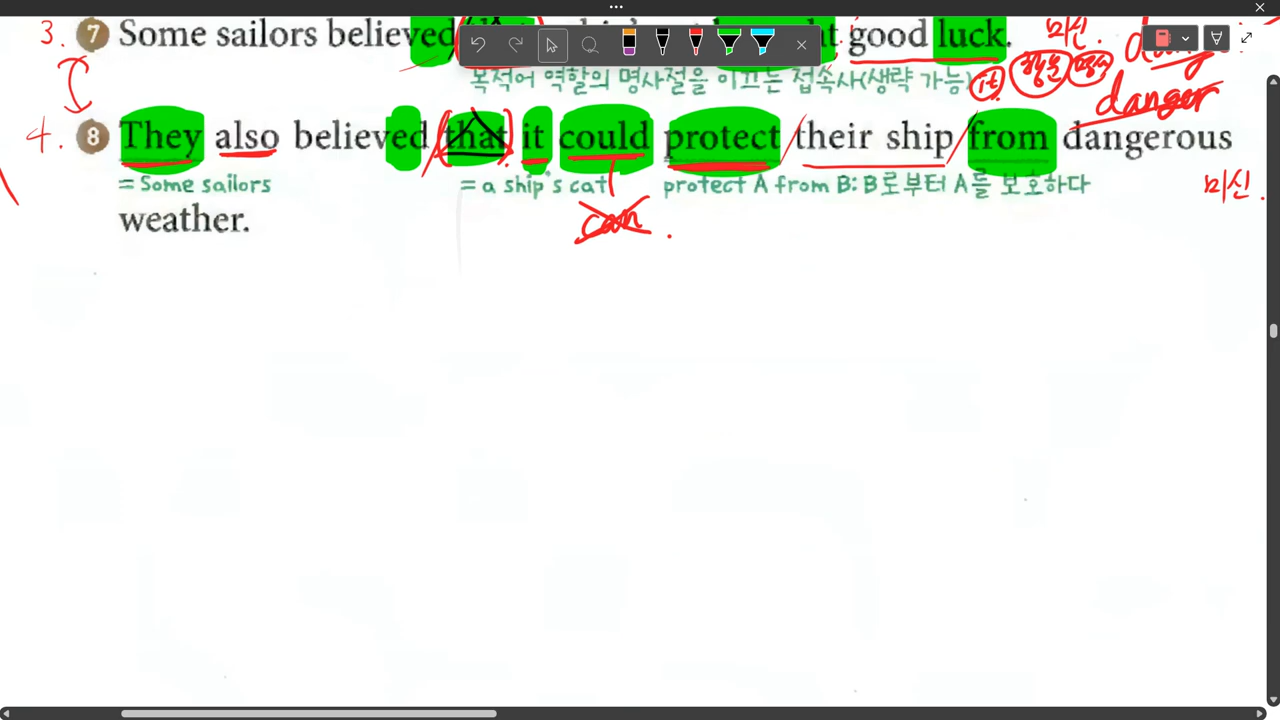 3. 7 Some sailors believed good luck. 미신.
목적어 역할의 명사절을 이끄는 접속사(생략 가능) it
danger
4. 8 They also believed (that) it could protect / their ship / from dangerous
= Some sailors = a ship's cat protect A from B: B로부터 A를 보호하다 미신.
can.
weather.